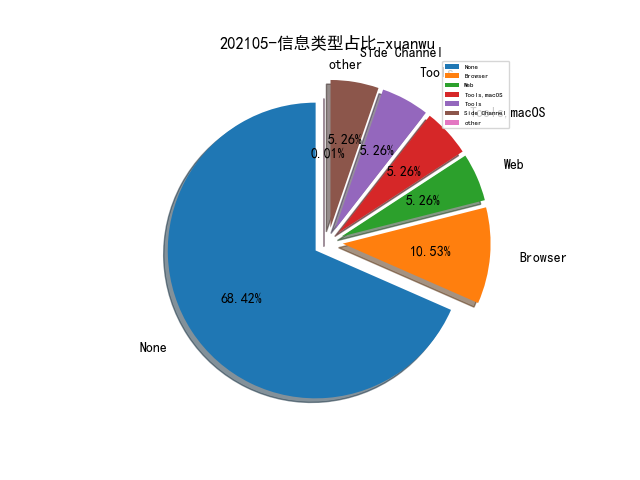 202105-信息类型占比-xuanwu
Side Channel
other
None
Browser
Web
Tools,macOS
Tools
Side Channel
other
macOS
Web
Browser
None
5.26%
0.01%
5.26%
5.26%
5.26%
10.53%
68.42%